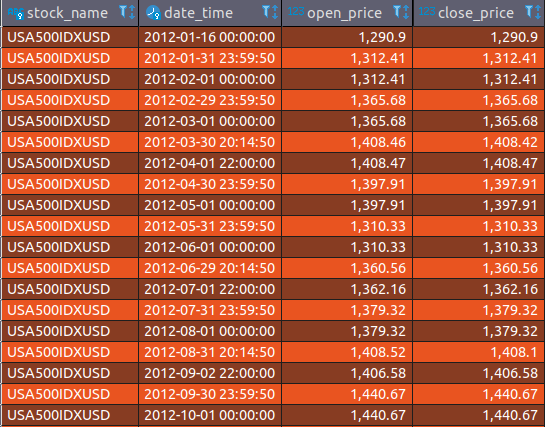 ABC stock_name date_time 123 open_price 123 close_price
USA500IDXUSD 2012-01-16 00:00:00 1,290.9 1,290.9
USA500IDXUSD 2012-01-31 23:59:50 1,312.41 1,312.41
USA500IDXUSD 2012-02-01 00:00:00 1,312.41 1,312.41
USA500IDXUSD 2012-02-29 23:59:50 1,365.68 1,365.68
USA500IDXUSD 2012-03-01 00:00:00 1,365.68 1,365.68
USA500IDXUSD 2012-03-30 20:14:50 1,408.46 1,408.42
USA500IDXUSD 2012-04-01 22:00:00 1,408.47 1,408.47
USA500IDXUSD 2012-04-30 23:59:50 1,397.91 1,397.91
USA500IDXUSD 2012-05-01 00:00:00 1,397.91 1,397.91
USA500IDXUSD 2012-05-31 23:59:50 1,310.33 1,310.33
USA500IDXUSD 2012-06-01 00:00:00 1,310.33 1,310.33
USA500IDXUSD 2012-06-29 20:14:50 1,360.56 1,360.56
USA500IDXUSD 2012-07-01 22:00:00 1,362.16 1,362.16
USA500IDXUSD 2012-07-31 23:59:50 1,379.32 1,379.32
USA500IDXUSD 2012-08-01 00:00:00 1,379.32 1,379.32
USA500IDXUSD 2012-08-31 20:14:50 1,408.52 1,408.1
USA500IDXUSD 2012-09-02 22:00:00 1,406.58 1,406.58
USA500IDXUSD 2012-09-30 23:59:50 1,440.67 1,440.67
USA500IDXUSD 2012-10-01 00:00:00 1,440.67 1,440.67